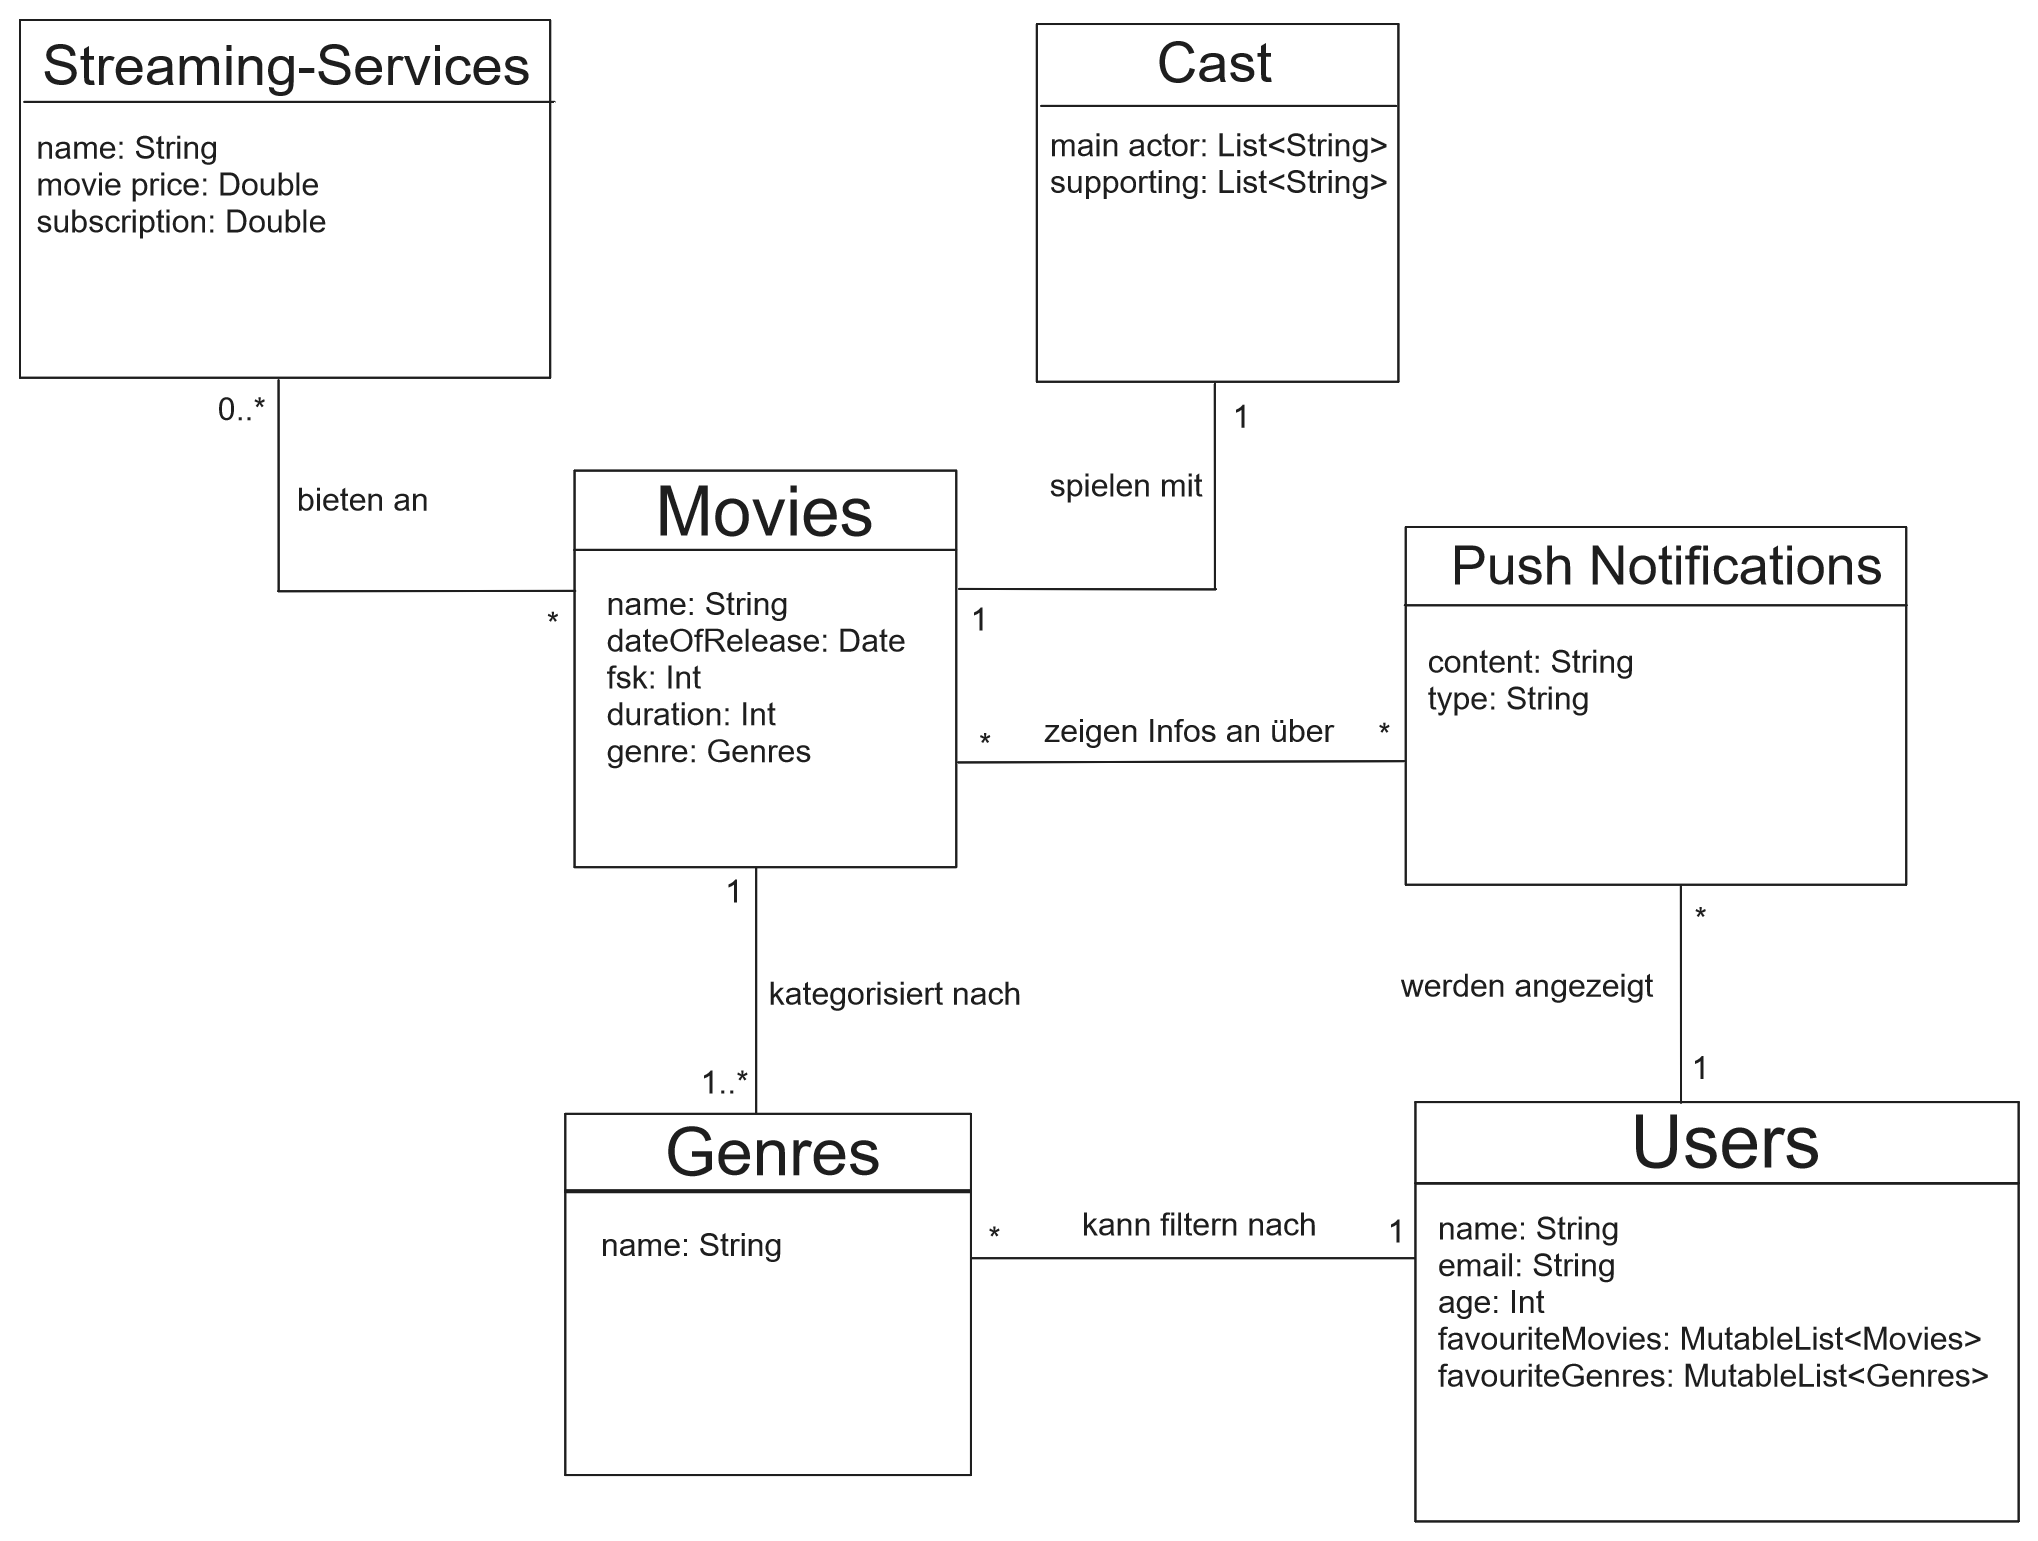 Streaming-Services
name: String
movie price: Double
subscription: Double
Cast
main actor: List<String>
supporting: List<String>
0..*
bieten an
*
1
spielen mit
1
Movies
name: String
dateOfRelease: Date
fsk: Int
duration: Int
genre: Genres
Push Notifications
content: String
type: String
*
zeigen Infos an über
*
1
kategorisiert nach
1..*
*
werden angezeigt
1
Genres
name: String
*
kann filtern nach
1
Users
name: String
email: String
age: Int
favouriteMovies: MutableList<Movies>
favouriteGenres: MutableList<Genres>